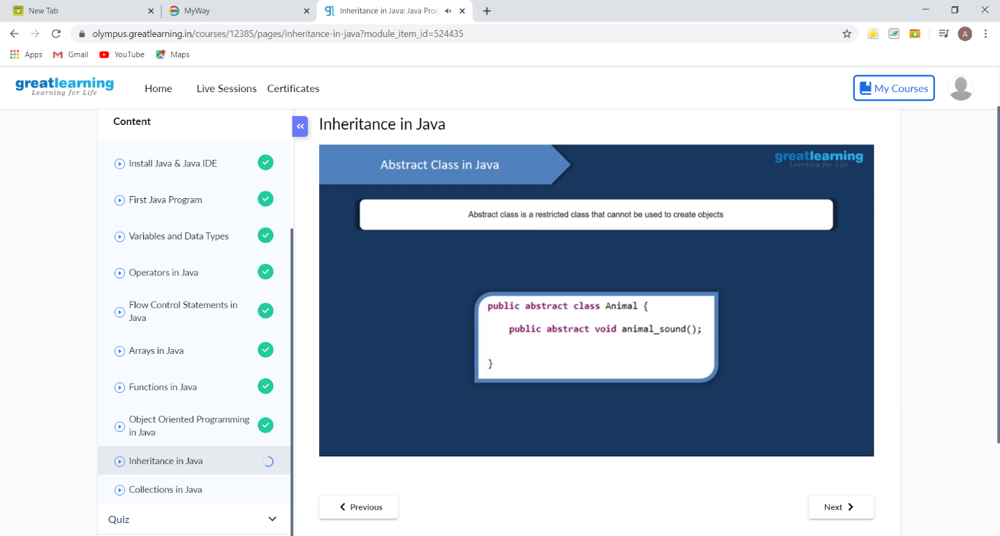 New Tab
MyWay
Inheritance in Java: Java Prog
olympus.greatlearning.in/courses/12385/pages/inheritance-in-java?module_item_id=524435
A
Apps
Gmail
YouTube
Maps
greatlearning
Learning for Life
Home
Live Sessions
Certificates
My Courses
Content
Install Java & Java IDE
First Java Program
Variables and Data Types
Operators in Java
Flow Control Statements in
Java
Arrays in Java
Functions in Java
Object Oriented Programming
in Java
Inheritance in Java
Collections in Java
Quiz
Inheritance in Java
Abstract Class in Java
greatlearning
Learning for Life
Abstract class is a restricted class that cannot be used to create objects
public abstract class Animal {
public abstract void animal_sound();
}
Previous
Next